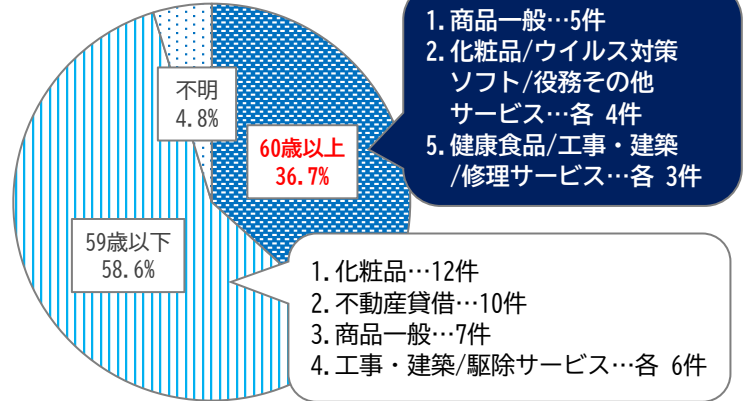 1.商品一般…5件
2.化粧品/ウイルス対策
ソフト/役務その他
サービス…各 4件
5.健康食品/工事・建築
/修理サービス…各 3件
不明
4.8%
60歳以上
36.7%
59歳以下
58.6%
1.化粧品…12件
2.不動産貸借…10件
3.商品一般…7件
4.工事・建築/駆除サービス…各 6件